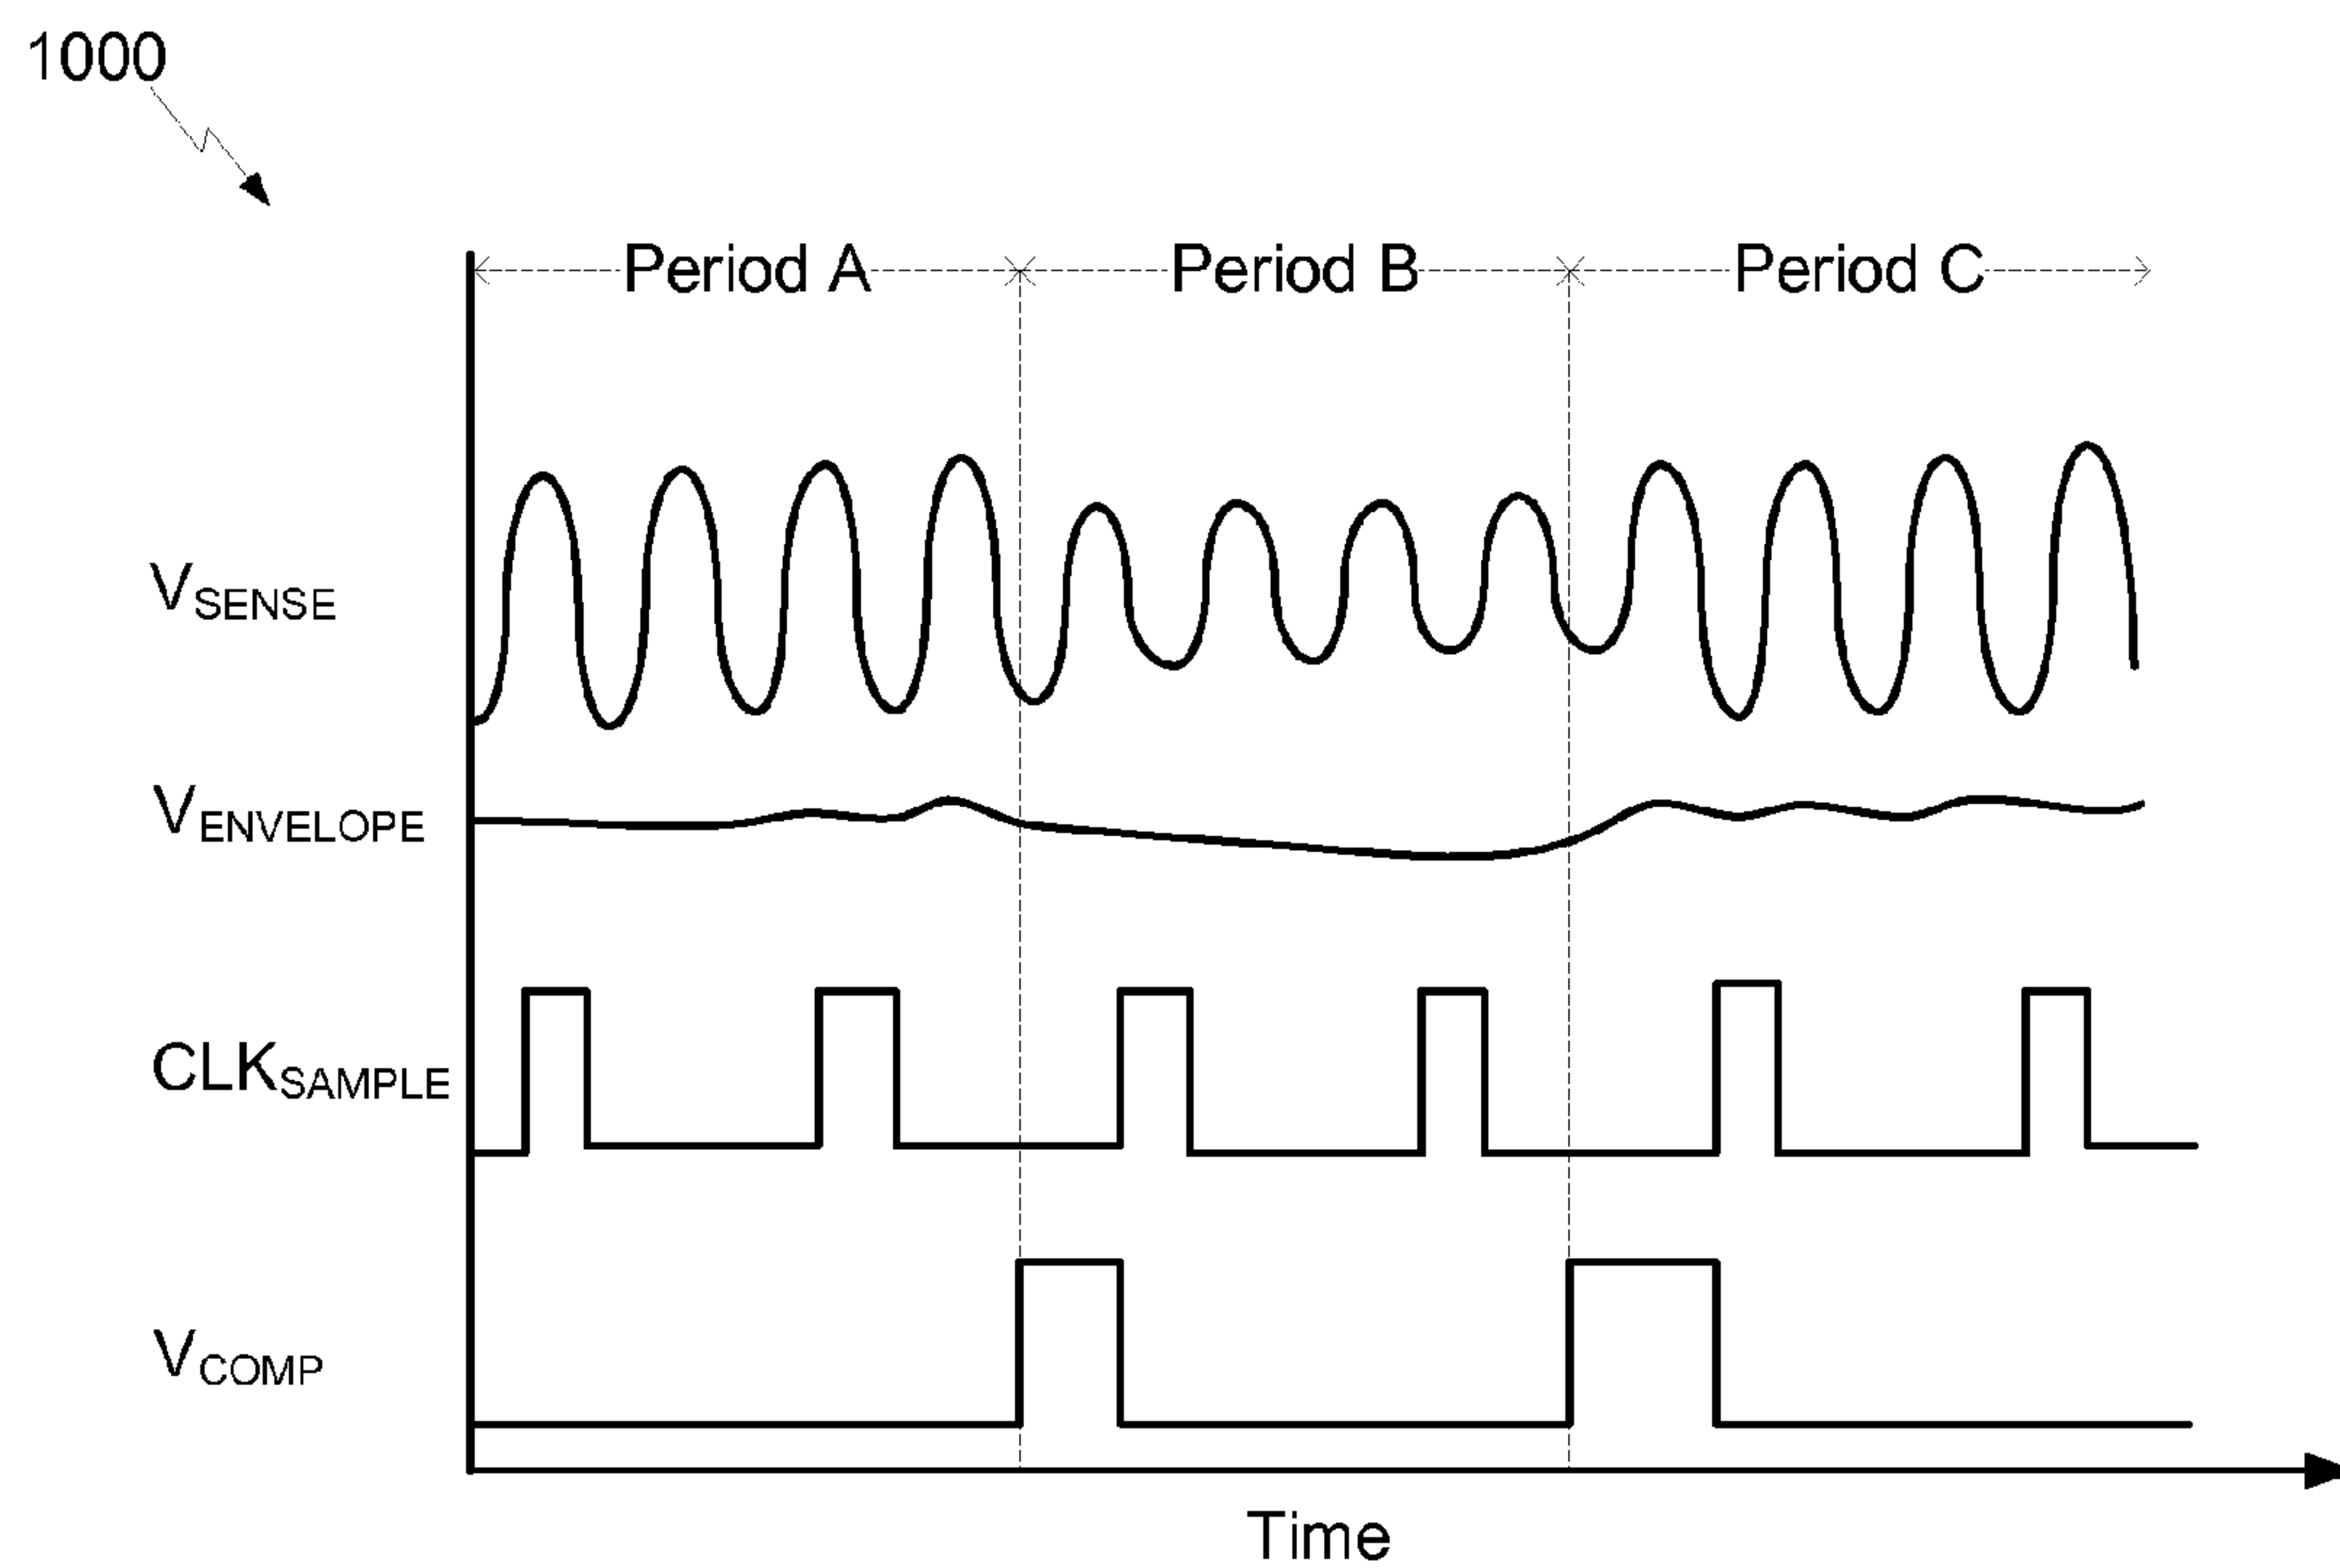 1000
Period A Period B Period C
VSENSE
VENVELOPE
CLKSAMPLE
VCOMP
Time